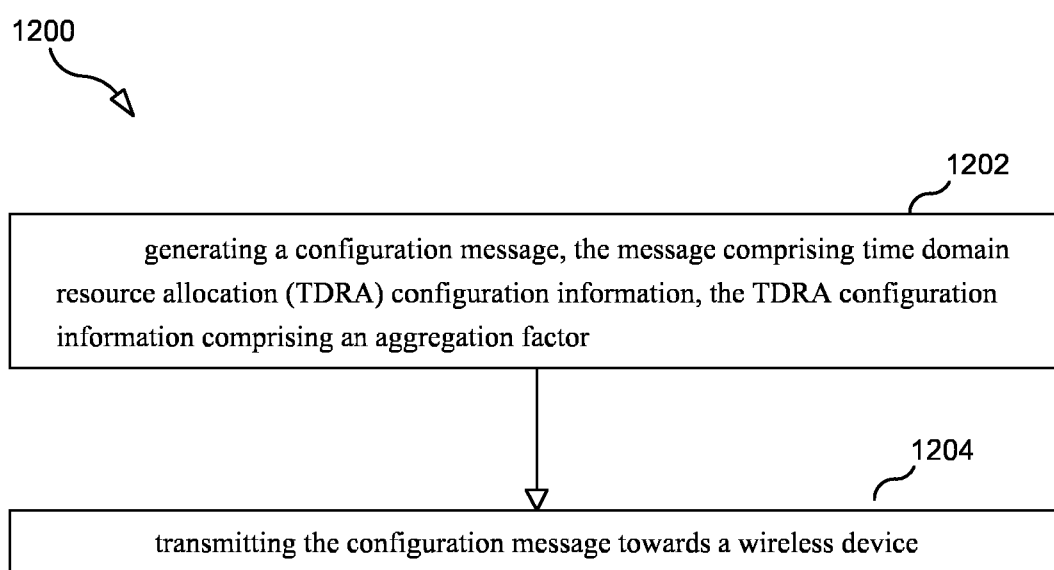 1200
1202
generating a configuration message, the message comprising time domain
resource allocation (TDRA) configuration information, the TDRA configuration
information comprising an aggregation factor
1204
transmitting the configuration message towards a wireless device